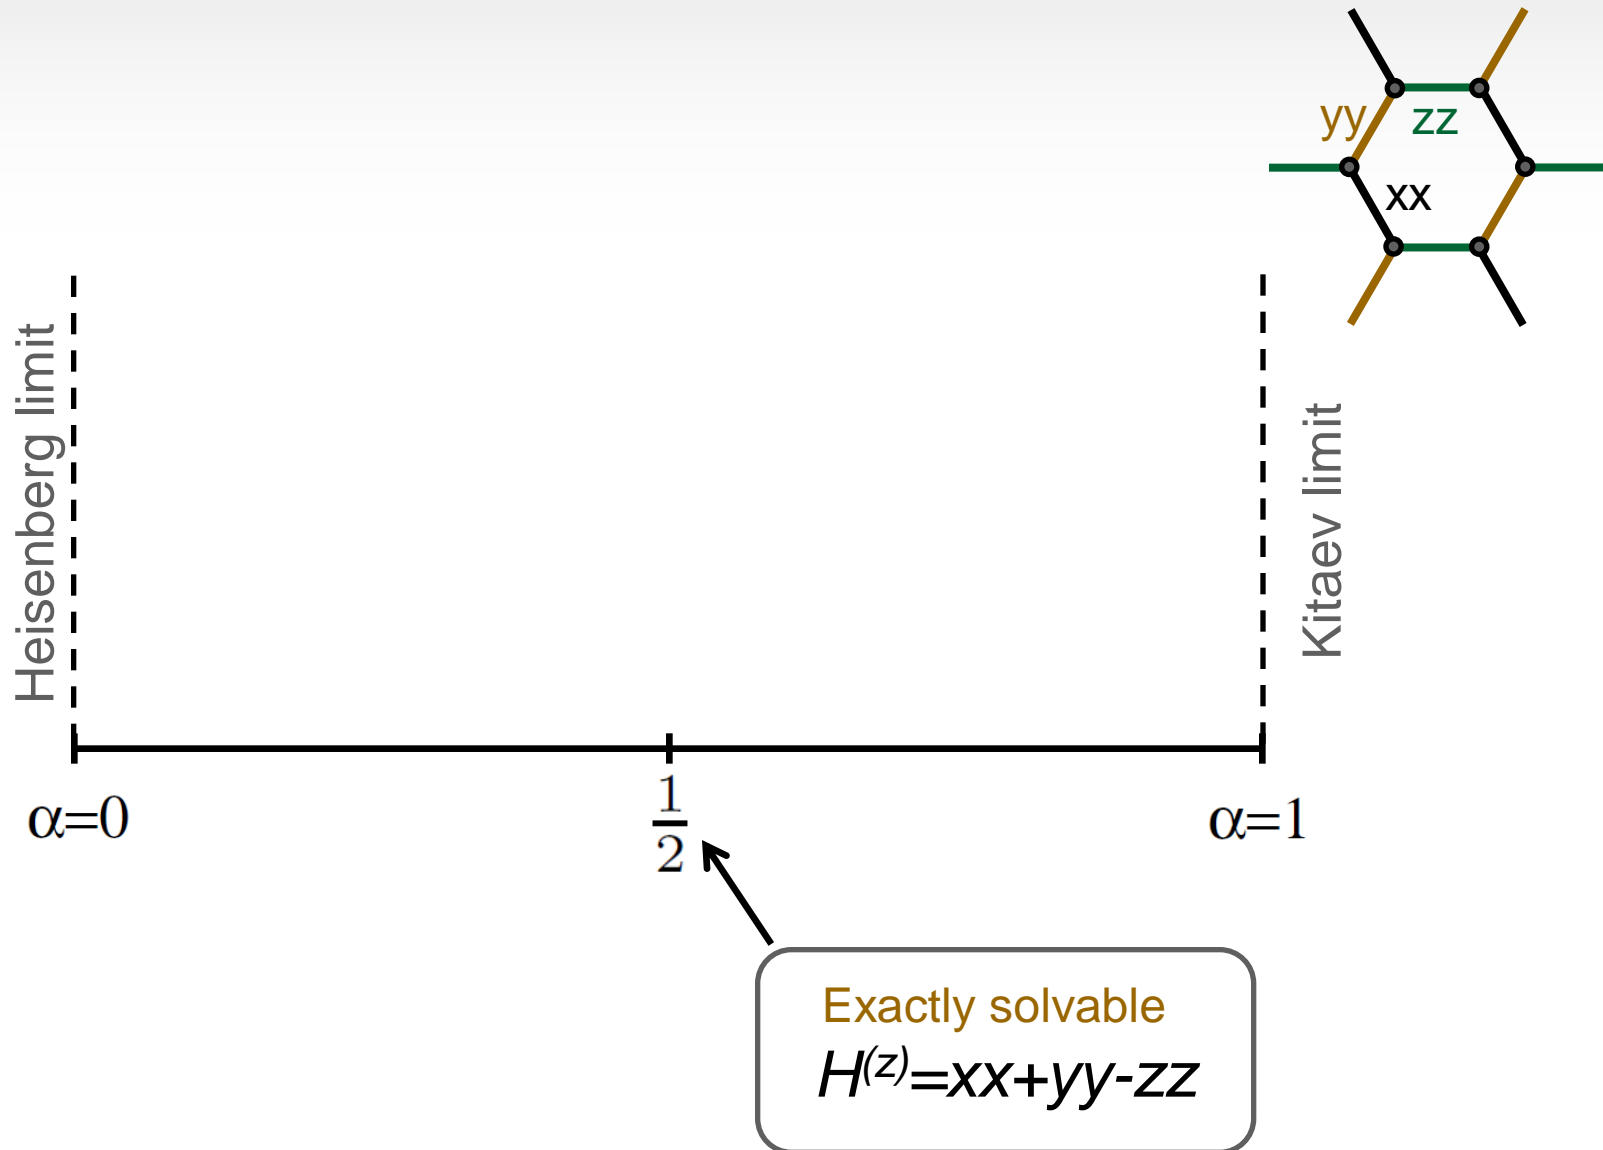 yy
zz
xx
Heisenberg limit
Kitaev limit
α=0
1
2
α=1
Exactly solvable
H(z)=xx+yy-zz